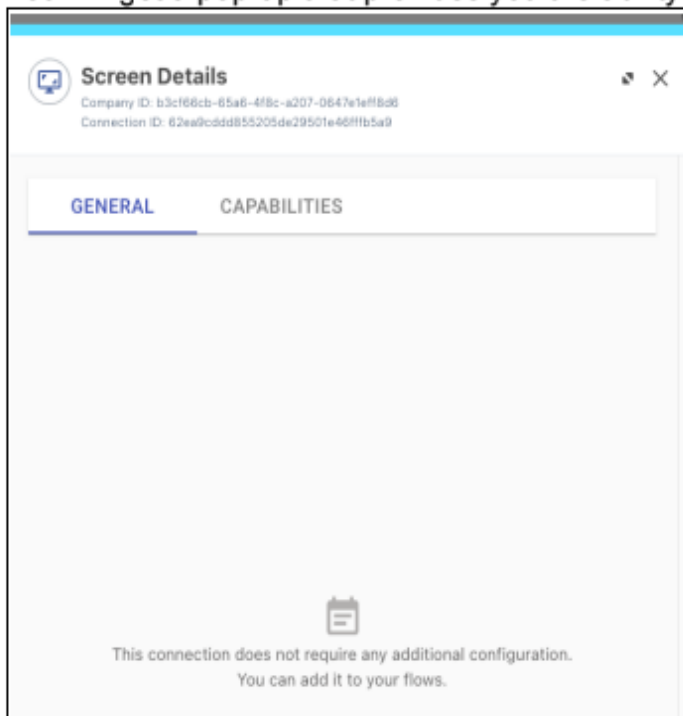 Screen Details
Company ID: b3cf66cb-65a6-4f8c-a207-0647e1eff8d6
Connection ID: 62ea9cddd855205de29501e46fffb5a9
GENERAL CAPABILITIES
This connection does not require any additional configuration.
You can add it to your flows.